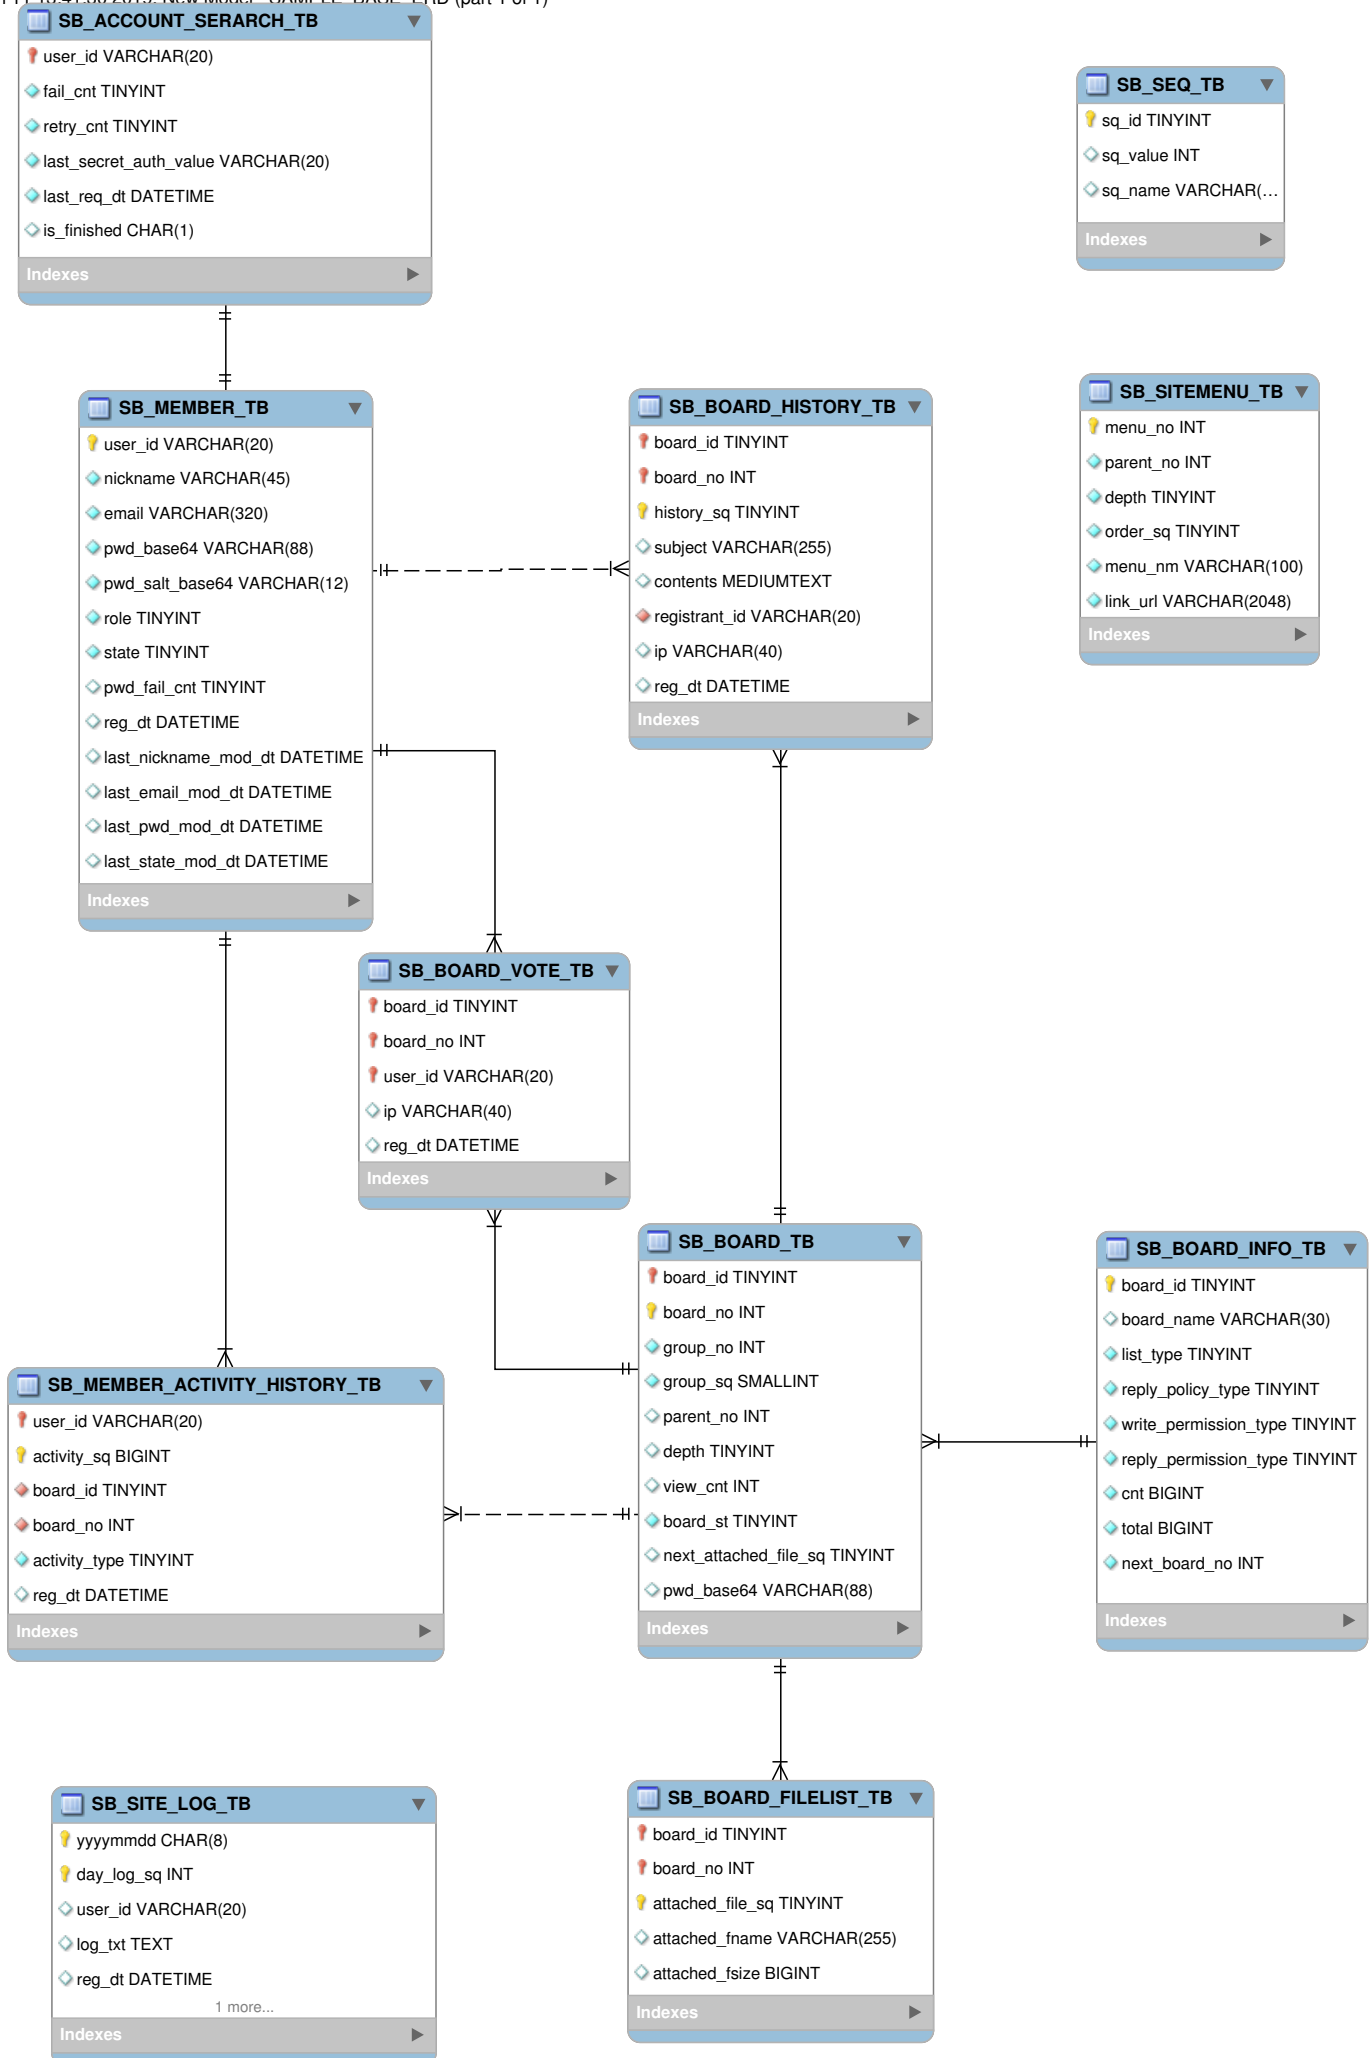 SB_ACCOUNT_SERARCH_TB
user_id VARCHAR(20)
fail_cnt TINYINT
retry_cnt TINYINT
last_secret_auth_value VARCHAR(20)
last_req_dt DATETIME
is_finished CHAR(1)
Indexes
SB_SEQ_TB
sq_id TINYINT
sq_value INT
sq_name VARCHAR(...
Indexes
SB_MEMBER_TB
user_id VARCHAR(20)
nickname VARCHAR(45)
email VARCHAR(320)
pwd_base64 VARCHAR(88)
pwd_salt_base64 VARCHAR(12)
role TINYINT
state TINYINT
pwd_fail_cnt TINYINT
reg_dt DATETIME
last_nickname_mod_dt DATETIME
last_email_mod_dt DATETIME
last_pwd_mod_dt DATETIME
last_state_mod_dt DATETIME
Indexes
SB_BOARD_HISTORY_TB
board_id TINYINT
board_no INT
history_sq TINYINT
subject VARCHAR(255)
contents MEDIUMTEXT
registrant_id VARCHAR(20)
ip VARCHAR(40)
reg_dt DATETIME
Indexes
SB_SITEMENU_TB
menu_no INT
parent_no INT
depth TINYINT
order_sq TINYINT
menu_nm VARCHAR(100)
link_url VARCHAR(2048)
Indexes
SB_BOARD_VOTE_TB
board_id TINYINT
board_no INT
user_id VARCHAR(20)
ip VARCHAR(40)
reg_dt DATETIME
Indexes
SB_BOARD_TB
board_id TINYINT
board_no INT
group_no INT
group_sq SMALLINT
parent_no INT
depth TINYINT
view_cnt INT
board_st TINYINT
next_attached_file_sq TINYINT
pwd_base64 VARCHAR(88)
Indexes
SB_BOARD_INFO_TB
board_id TINYINT
board_name VARCHAR(30)
list_type TINYINT
reply_policy_type TINYINT
write_permission_type TINYINT
reply_permission_type TINYINT
cnt BIGINT
total BIGINT
next_board_no INT
Indexes
SB_MEMBER_ACTIVITY_HISTORY_TB
user_id VARCHAR(20)
activity_sq BIGINT
board_id TINYINT
board_no INT
activity_type TINYINT
reg_dt DATETIME
Indexes
SB_SITE_LOG_TB
yyyymmdd CHAR(8)
day_log_sq INT
user_id VARCHAR(20)
log_txt TEXT
reg_dt DATETIME
1 more...
Indexes
SB_BOARD_FILELIST_TB
board_id TINYINT
board_no INT
attached_file_sq TINYINT
attached_fname VARCHAR(255)
attached_fsize BIGINT
Indexes